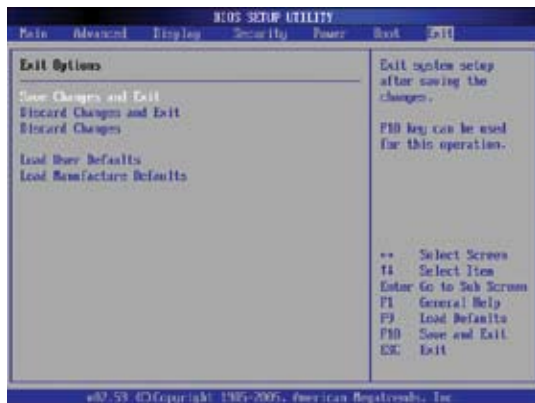 BIOS SETUP UTILITY
Main Advanced Display Security Power Boot Exit
Exit Options
Save Changes and Exit
Discard Changes and Exit
Discard Changes
Load User Defaults
Load Manufacture Defaults
Exit system setup
after saving the
changes.
F10 key can be used
for this operation.
↔ Select Screen
↑↓ Select Item
Enter Go to Sub Screen
F1 General Help
F9 Load Defaults
F10 Save and Exit
ESC Exit
v02.59 (C)Copyright 1985-2005, American Megatrends, Inc